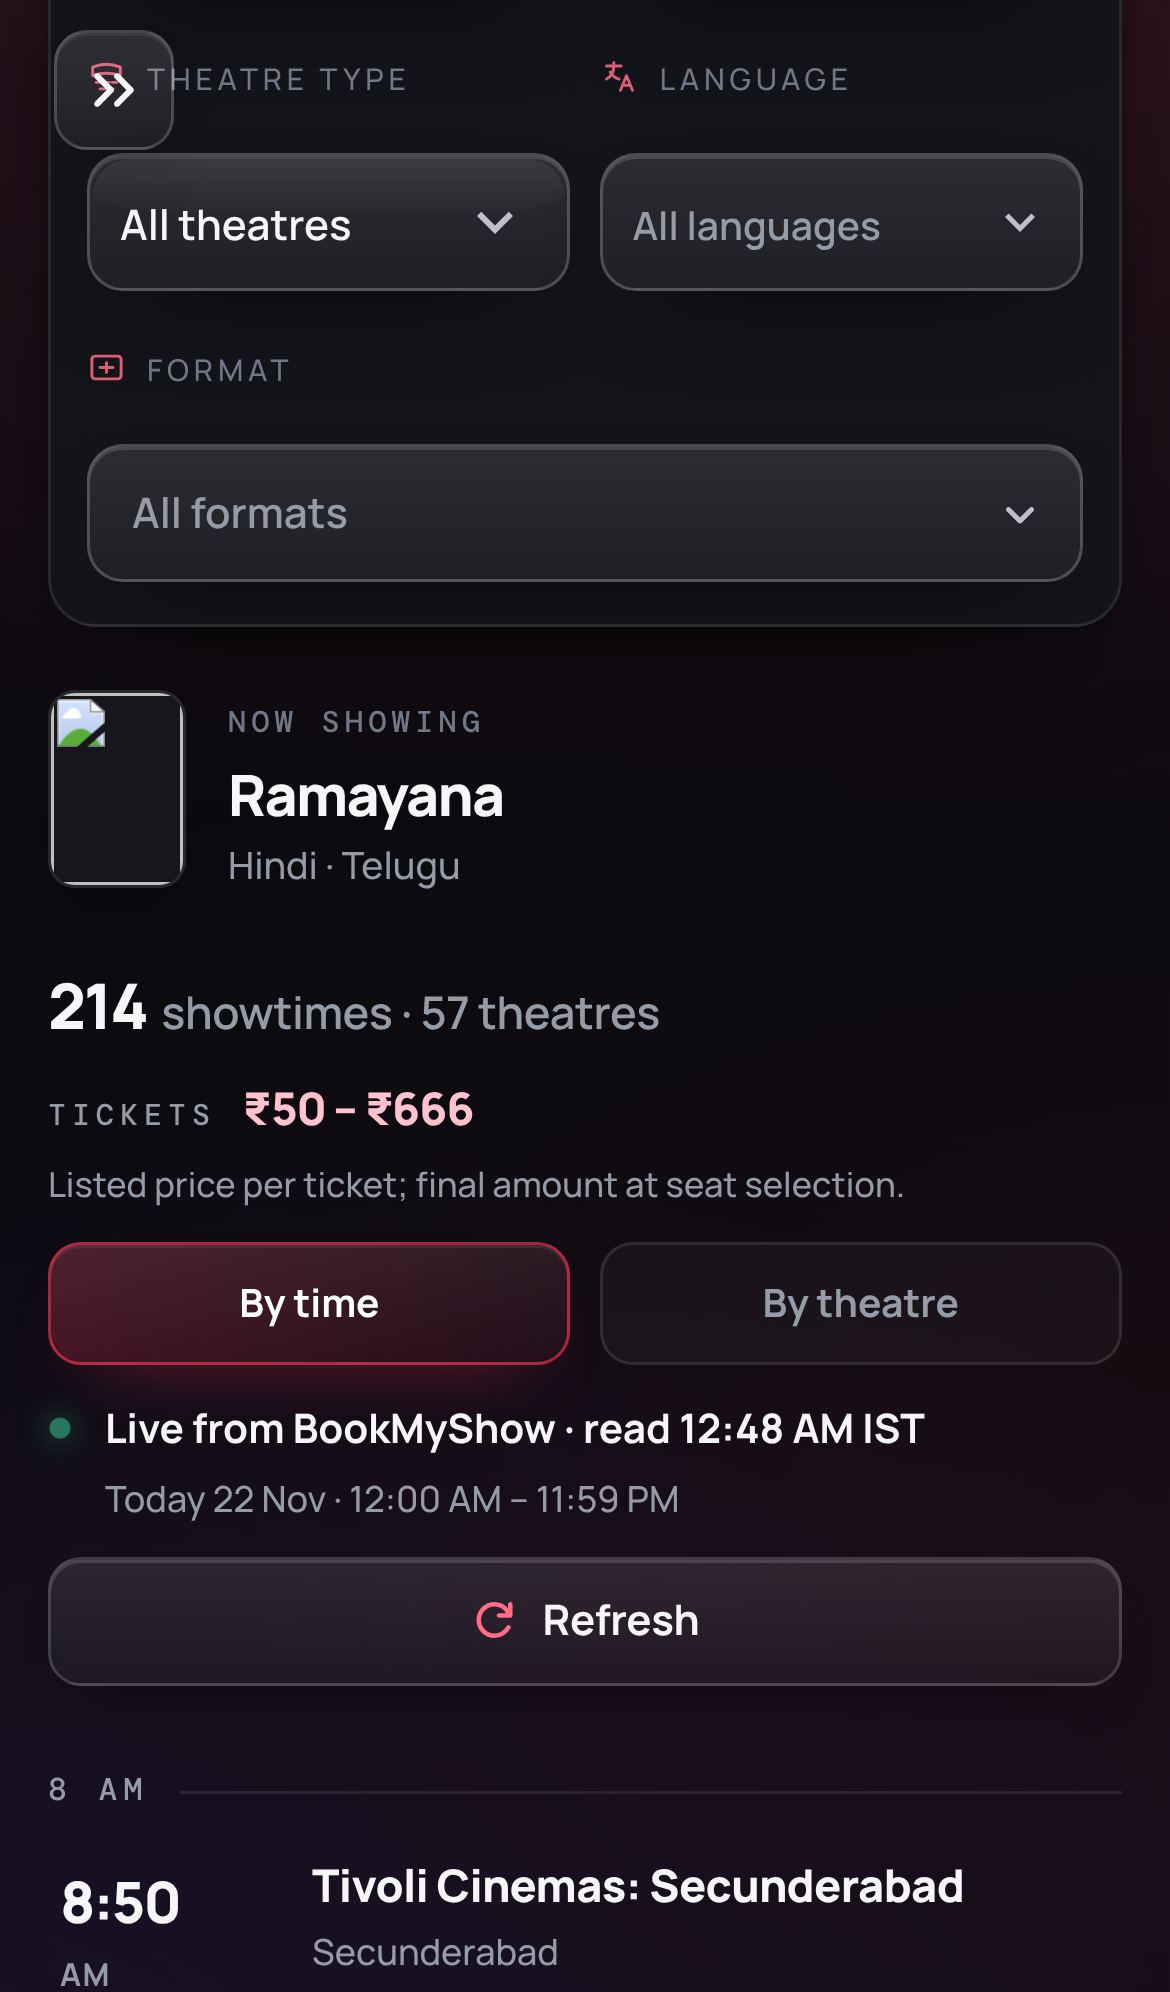 THEATRE TYPE
LANGUAGE
All theatres
All languages
FORMAT
All formats
NOW SHOWING
Ramayana
Hindi · Telugu
214 showtimes · 57 theatres
TICKETS ₹50 – ₹666
Listed price per ticket; final amount at seat selection.
By time
By theatre
Live from BookMyShow · read 12:48 AM IST
Today 22 Nov · 12:00 AM – 11:59 PM
Refresh
8 AM
8:50
AM
Tivoli Cinemas: Secunderabad
Secunderabad